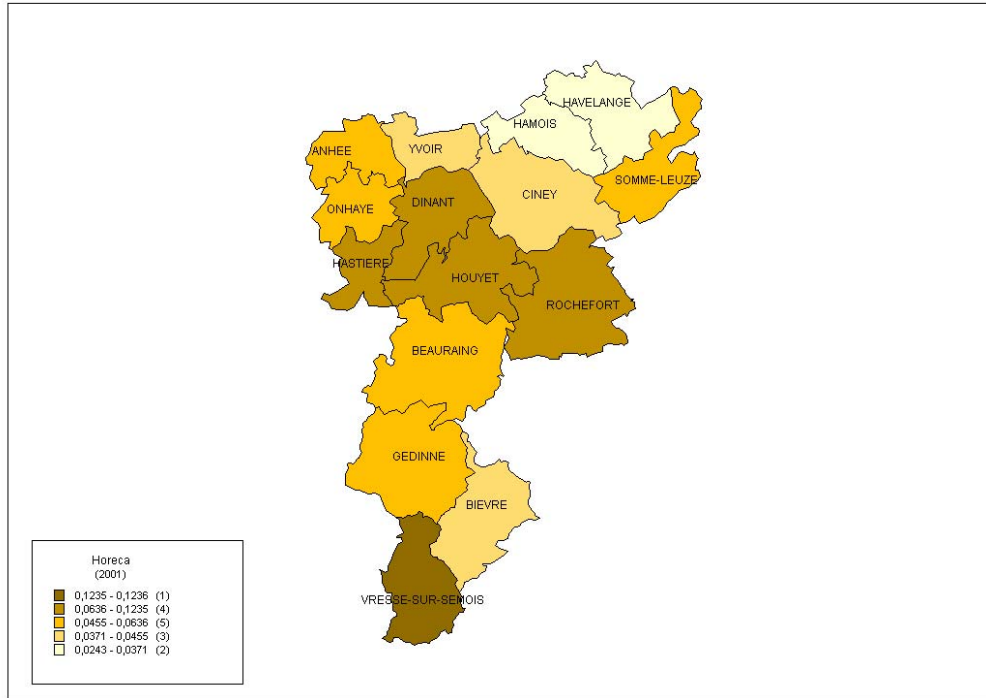 HAVELANGE
HAMOIS
ANHEE
YVOIR
SOMME-LEUZE
CINEY
DINANT
ONHAYE
HASTIERE
HOUYET
ROCHEFORT
BEAURAING
GEDINNE
BIEVRE
VRESSE-SUR-SEMOIS
Horeca
(2001)
0,1235 - 0,1236 (1)
0,0636 - 0,1235 (4)
0,0455 - 0,0636 (5)
0,0371 - 0,0455 (3)
0,0243 - 0,0371 (2)